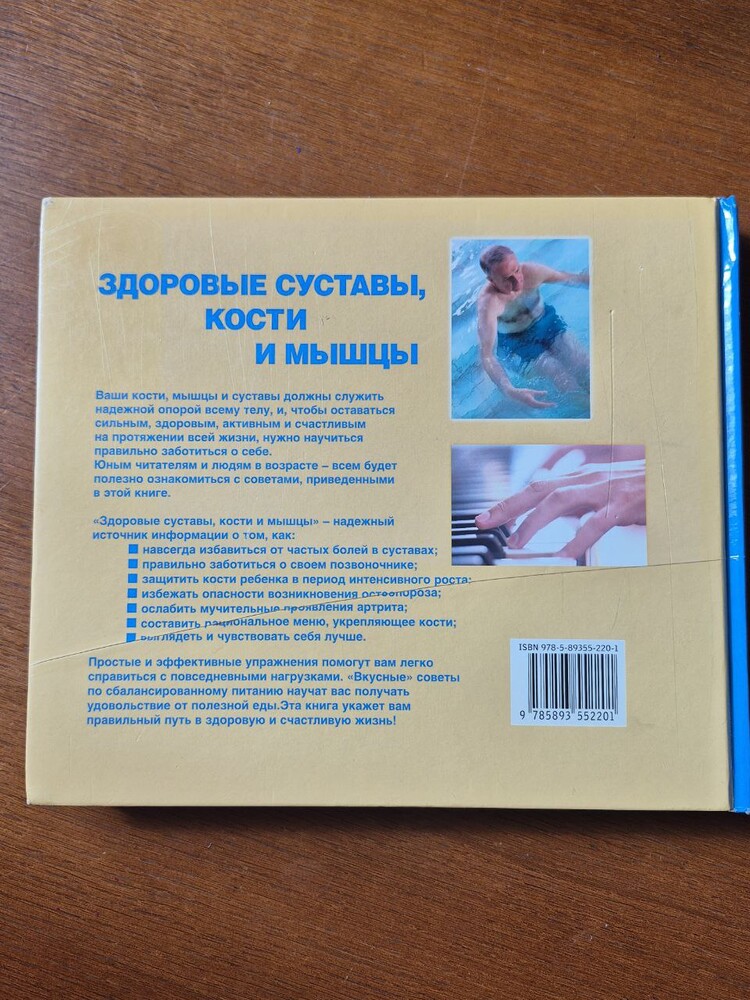 ЗДОРОВЫЕ СУСТАВЫ,
КОСТИ
И МЫШЦЫ
Ваши кости, мышцы и суставы должны служить
надежной опорой всему телу, и, чтобы оставаться
сильным, здоровым, активным и счастливым
на протяжении всей жизни, нужно научиться
правильно заботиться о себе.
Юным читателям и людям в возрасте – всем будет
полезно ознакомиться с советами, приведенными
в этой книге.
«Здоровые суставы, кости и мышцы» – надежный
источник информации о том, как:
■ навсегда избавиться от частых болей в суставах;
■ правильно заботиться о своем позвоночнике;
■ защитить кости ребенка в период интенсивного роста;
■ избежать опасности возникновения остеопороза;
■ ослабить мучительные проявления артрита;
■ составить рациональное меню, укрепляющее кости;
■ выглядеть и чувствовать себя лучше.
Простые и эффективные упражнения помогут вам легко
справиться с повседневными нагрузками. «Вкусные» советы
по сбалансированному питанию научат вас получать
удовольствие от полезной еды.Эта книга укажет вам
правильный путь в здоровую и счастливую жизнь!
ISBN 978-5-89355-220-1
9 785893 552201